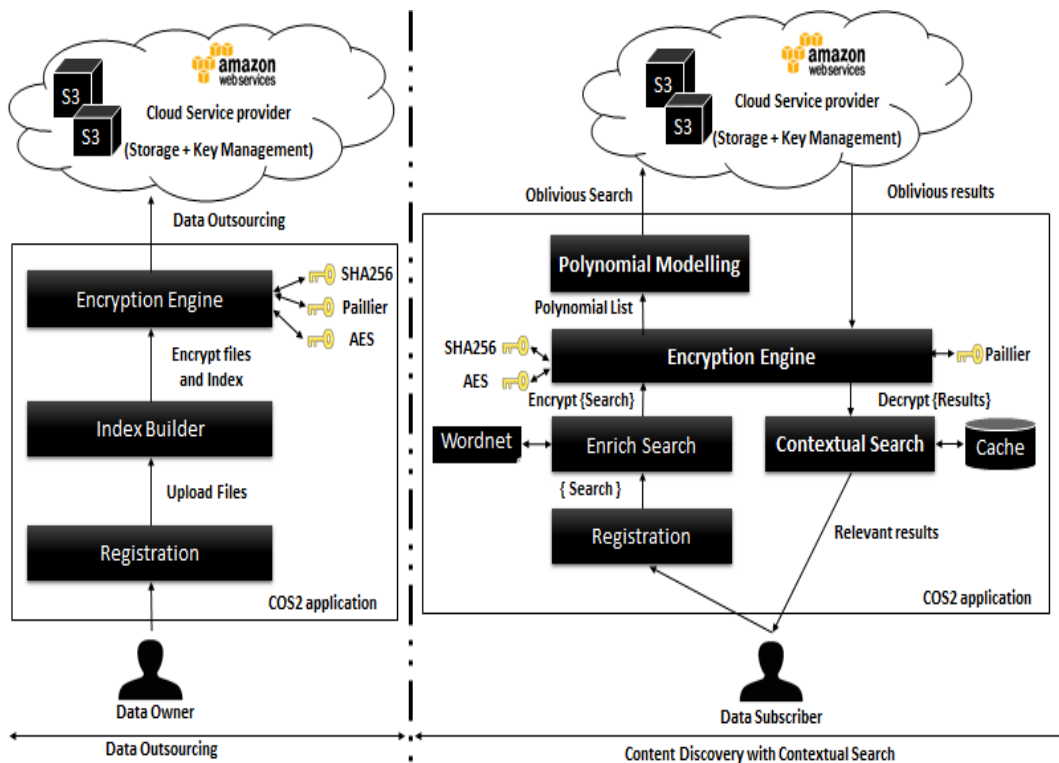 amazon
webservices
S3
S3
Cloud Service provider
(Storage + Key Management)
Data Outsourcing
Encryption Engine
SHA256
Paillier
AES
Encrypt files
and Index
Index Builder
Upload Files
Registration
COS2 application
Data Owner
Data Outsourcing
amazon
webservices
S3
S3
Cloud Service provider
(Storage + Key Management)
Oblivious Search
Oblivious results
Polynomial Modelling
Polynomial List
SHA256
AES
Encryption Engine
Paillier
Encrypt {Search}
Decrypt {Results}
Wordnet
Enrich Search
Contextual Search
Cache
{ Search }
Registration
Relevant results
COS2 application
Data Subscriber
Content Discovery with Contextual Search